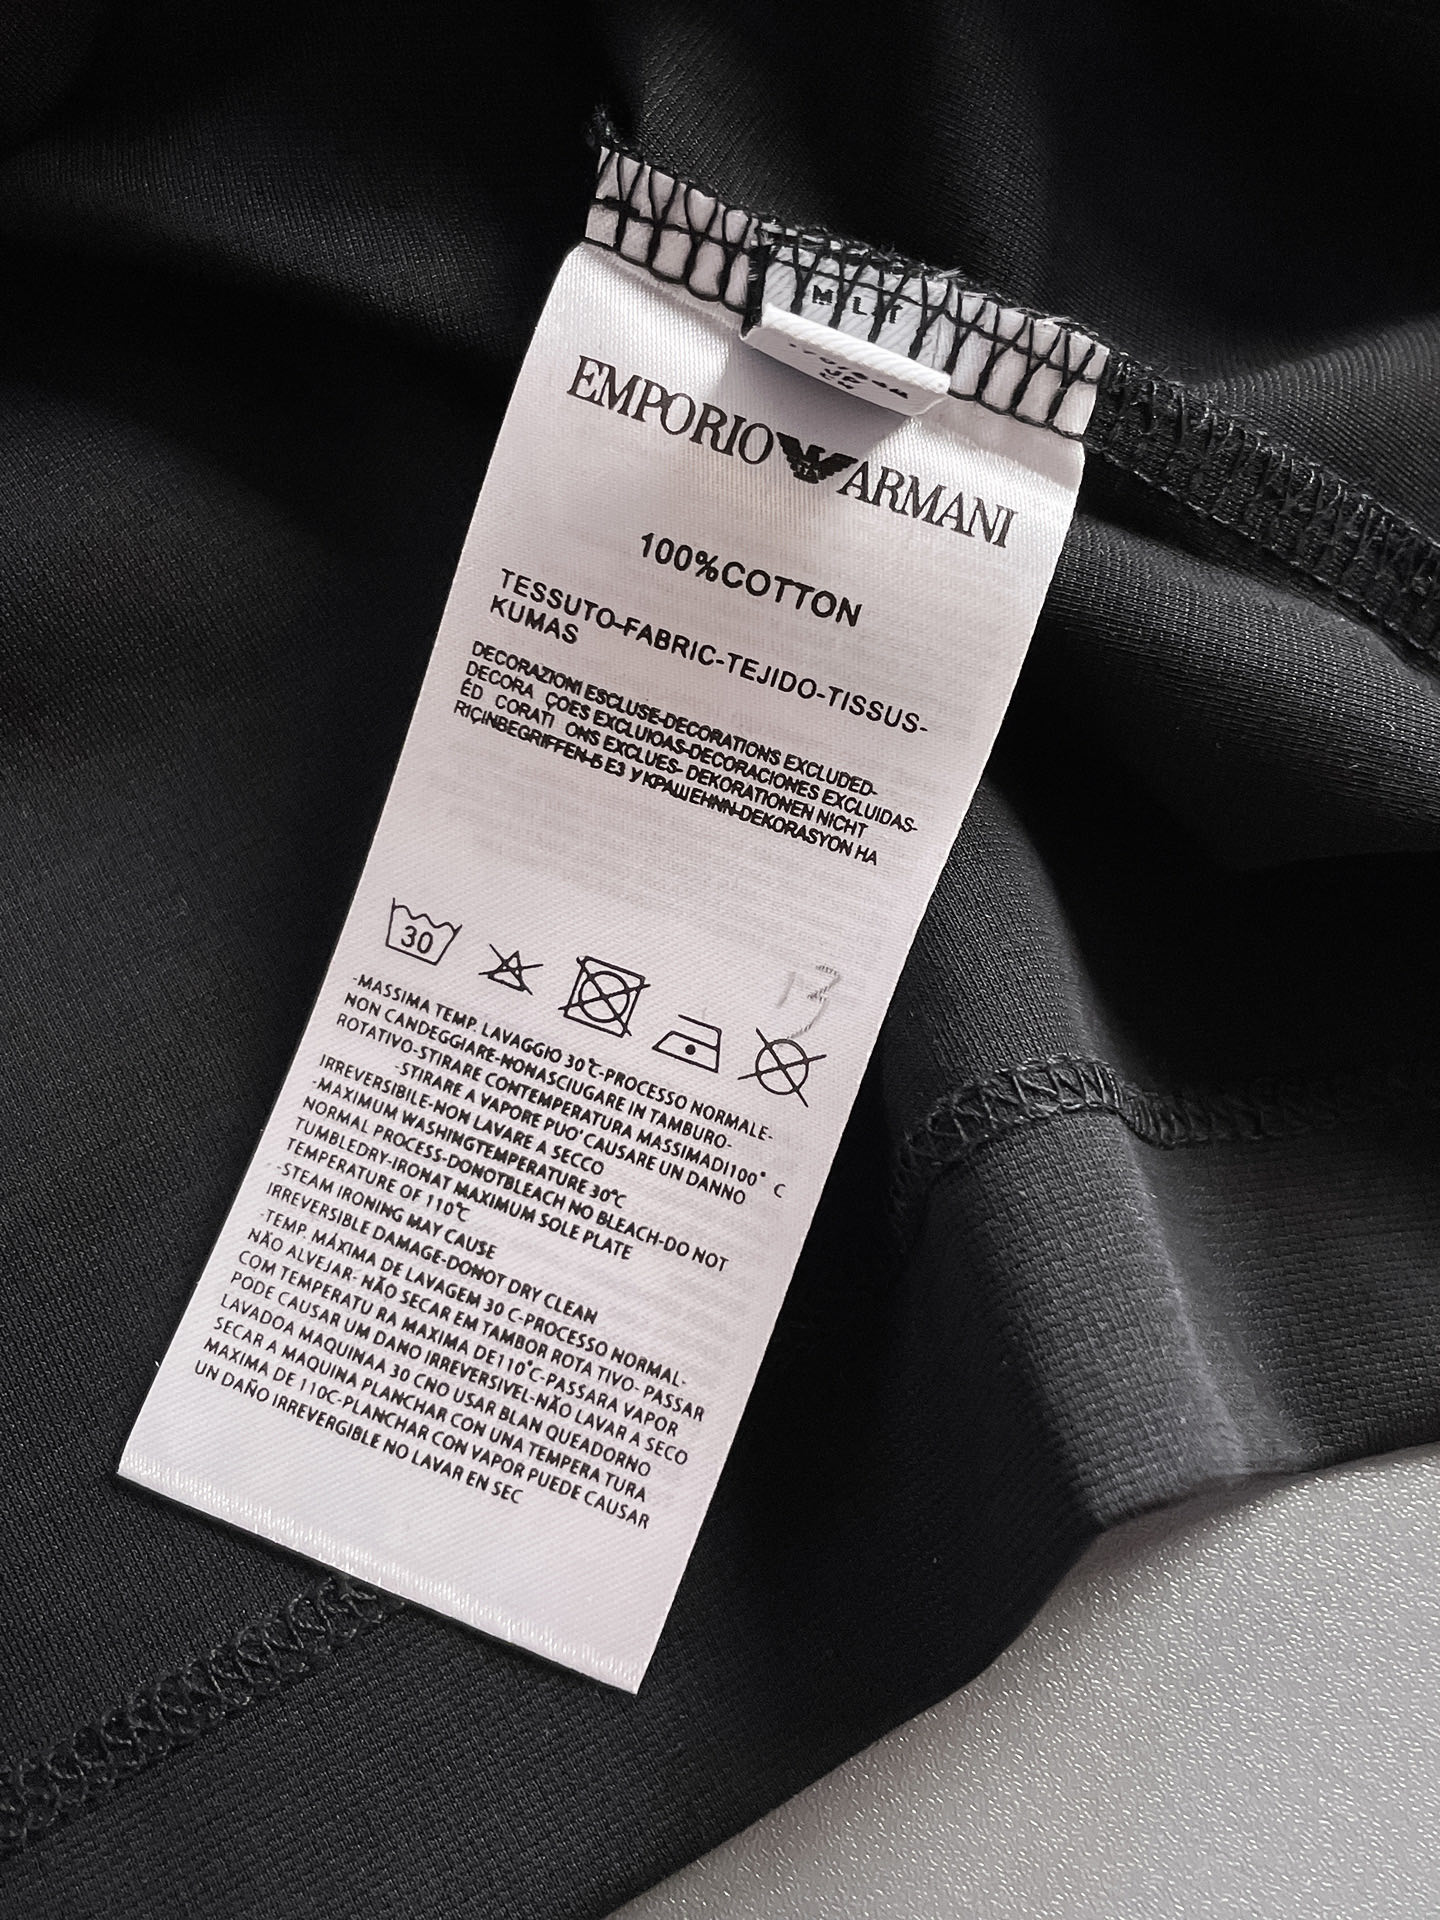 EMPORIO ARMANI
100%COTTON
TESSUTO-FABRIC-TEJIDO-TISSUS-
KUMAS
DECORAZIONI ESCLUSE-DECORATIONS EXCLUDED-
DECORA ÇOES EXCLUIOAS-DECORACIONES EXCLUIDAS-
ÉD CORATI ONS EXCLUES- DEKORATIONEN NICHT
RIÇINBEGRIFFEN-Б ЕЗ УКРАШЕНNN-DEKORASYON HA
30
13
-MASSIMA TEMP. LAVAGGIO 30℃-PROCESSO NORMALE-
NON CANDEGGIARE-NONASCIUGARE IN TAMBURO-
ROTATIVO-STIRARE CONTEMPERATURA MASSIMADI100° C
-STIRARE A VAPORE PUO' CAUSARE UN DANNO
IRREVERSIBILE-NON LAVARE A SECCO
-MAXIMUM WASHINGTEMPERATURE 30℃
NORMAL PROCESS-DONOTBLEACH NO BLEACH-DO NOT
TUMBLEDRY-IRONAT MAXIMUM SOLE PLATE
TEMPERATURE OF 110℃
-STEAM IRONING MAY CAUSE
IRREVERSIBLE DAMAGE-DONOT DRY CLEAN
-TEMP. MÁXIMA DE LAVAGEM 30 C-PROCESSO NORMAL-
NÃO ALVEJAR- NÃO SECAR EM TAMBOR ROTA TIVO- PASSAR
COM TEMPERATU RA MAXIMA DE110°C-PASSARA VAPOR
PODE CAUSAR UM DANO IRREVERSIVEL-NÃO LAVAR A SECO
LAVADOA MAQUINAA 30 CNO USAR BLAN QUEADORNO
SECAR A MAQUINA PLANCHAR CON UNA TEMPERA TURA
MAXIMA DE 110C-PLANCHAR CON VAPOR PUEDE CAUSAR
UN DAÑO IRREVERGIBLE NO LAVAR EN SEC